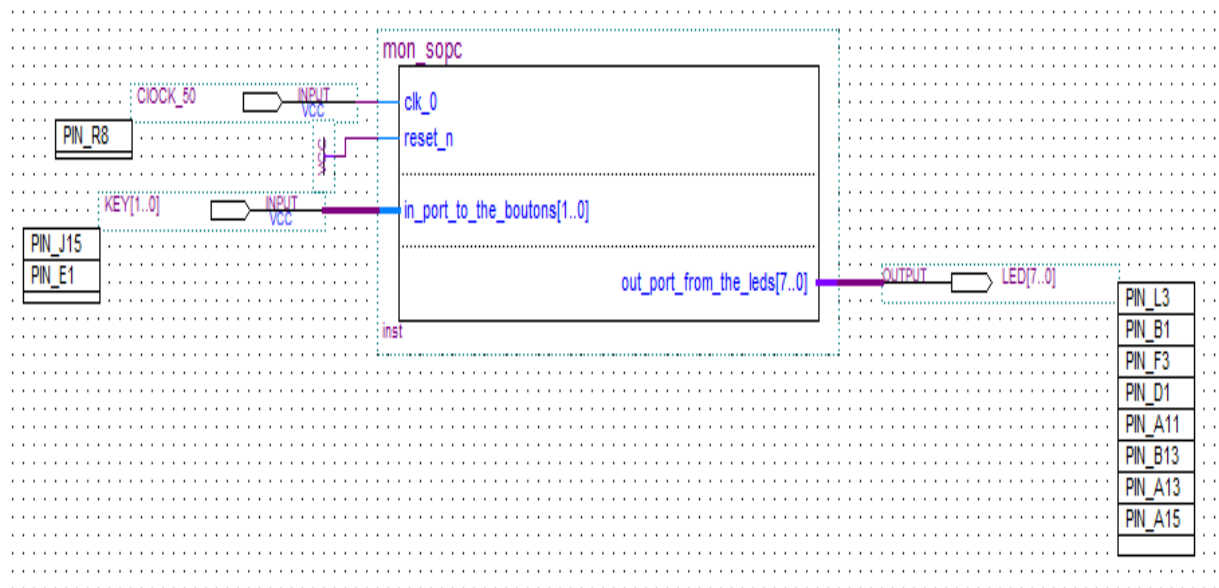 mon_sopc
ClOCK_50
INPUT
VCC
clk_0
PIN_R8
VCC
reset_n
KEY[1..0]
INPUT
VCC
in_port_to_the_boutons[1..0]
PIN_J15
PIN_E1
out_port_from_the_leds[7..0]
OUTPUT
LED[7..0]
PIN_L3
PIN_B1
inst
PIN_F3
PIN_D1
PIN_A11
PIN_B13
PIN_A13
PIN_A15